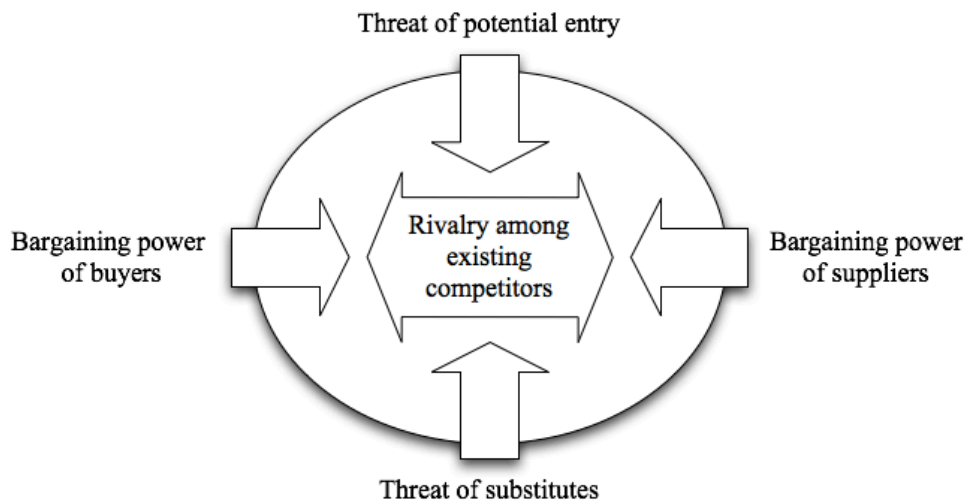 Threat of potential entry
Bargaining power
of buyers
Rivalry among
existing
competitors
Bargaining power
of suppliers
Threat of substitutes